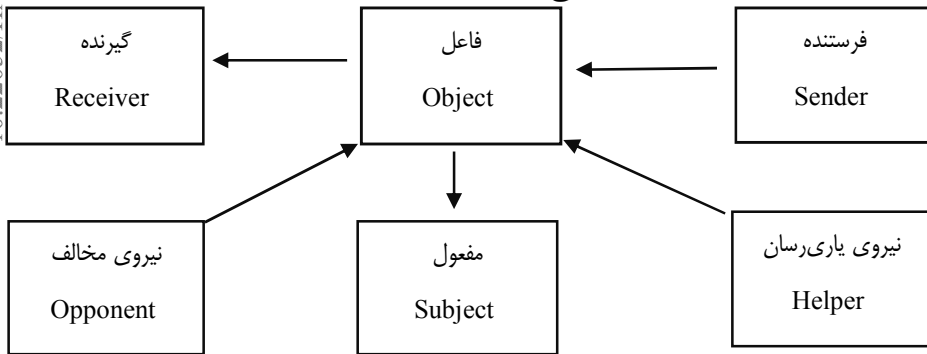 فرستنده
Sender
فاعل
Object
گیرنده
Receiver
نیروی یاری‌رسان
Helper
مفعول
Subject
نیروی مخالف
Opponent